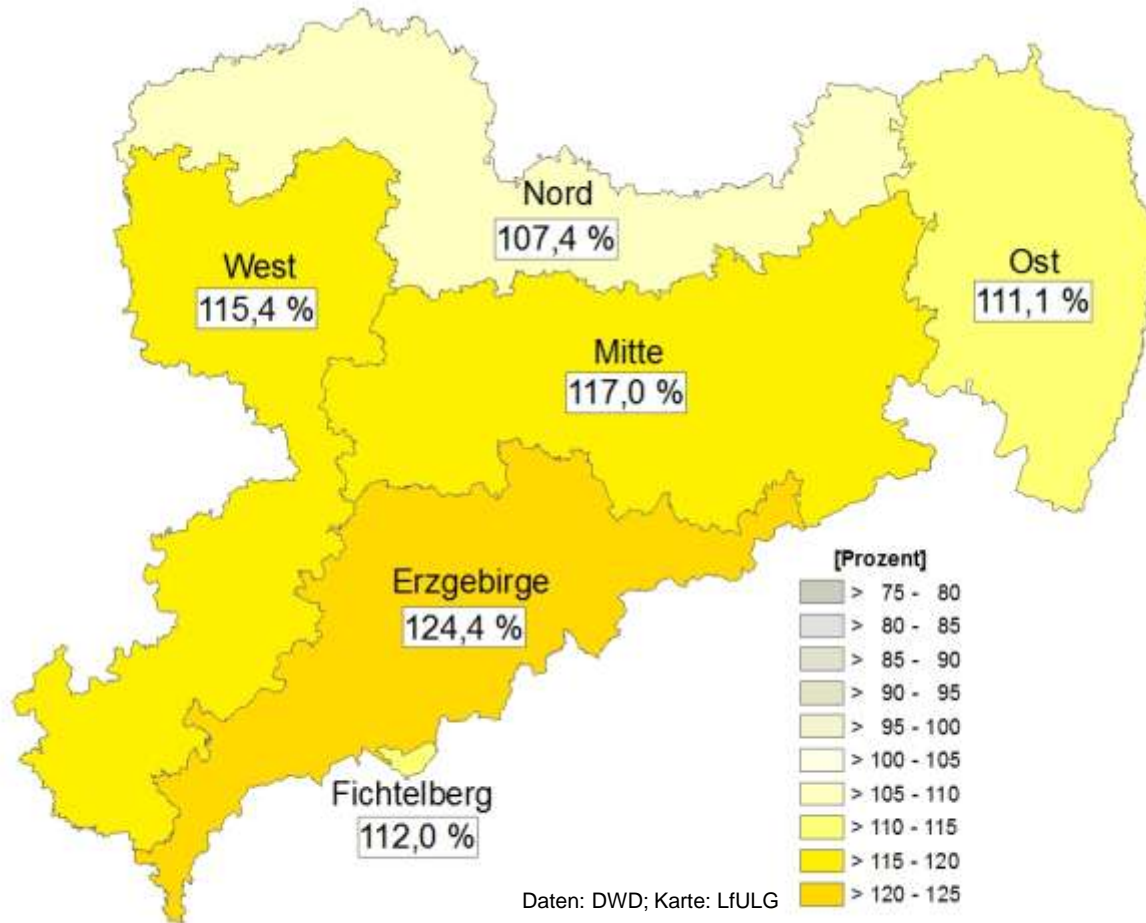 Nord
107,4 %
West
115,4 %
Ost
111,1 %
Mitte
117,0 %
Erzgebirge
124,4 %
Fichtelberg
112,0 %
[Prozent]
> 75 - 80
> 80 - 85
> 85 - 90
> 90 - 95
> 95 - 100
> 100 - 105
> 105 - 110
> 110 - 115
> 115 - 120
> 120 - 125
Daten: DWD; Karte: LfULG